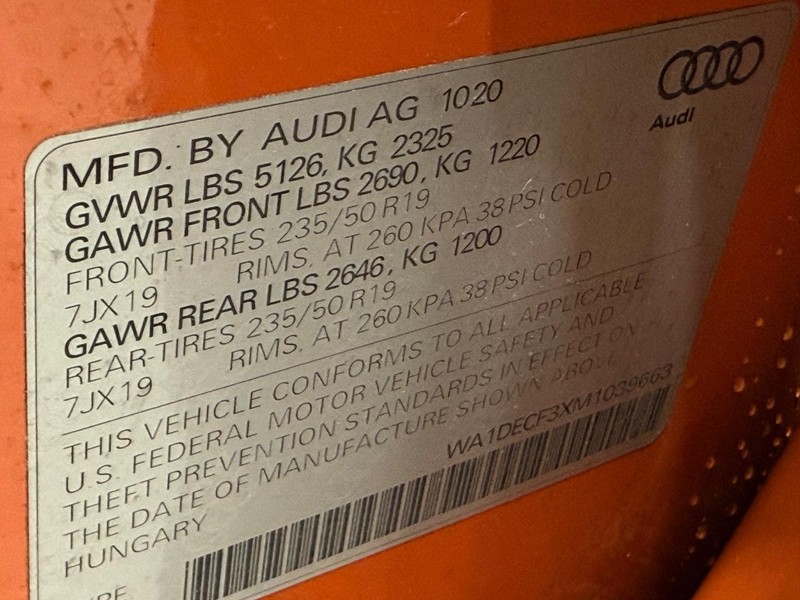 Audi
MFD. BY AUDI AG 1020
GVWR LBS 5126, KG 2325
GAWR FRONT LBS 2690, KG 1220
FRONT-TIRES 235/50 R19
7JX19 RIMS, AT 260 KPA 38 PSI COLD
GAWR REAR LBS 2646, KG 1200
REAR-TIRES 235/50 R19
7JX19 RIMS, AT 260 KPA 38 PSI COLD
THIS VEHICLE CONFORMS TO ALL APPLICABLE
U.S. FEDERAL MOTOR VEHICLE SAFETY AND
THEFT PREVENTION STANDARDS IN EFFECT ON
THE DATE OF MANUFACTURE SHOWN ABOVE
HUNGARY WA1DECF3XM1039663